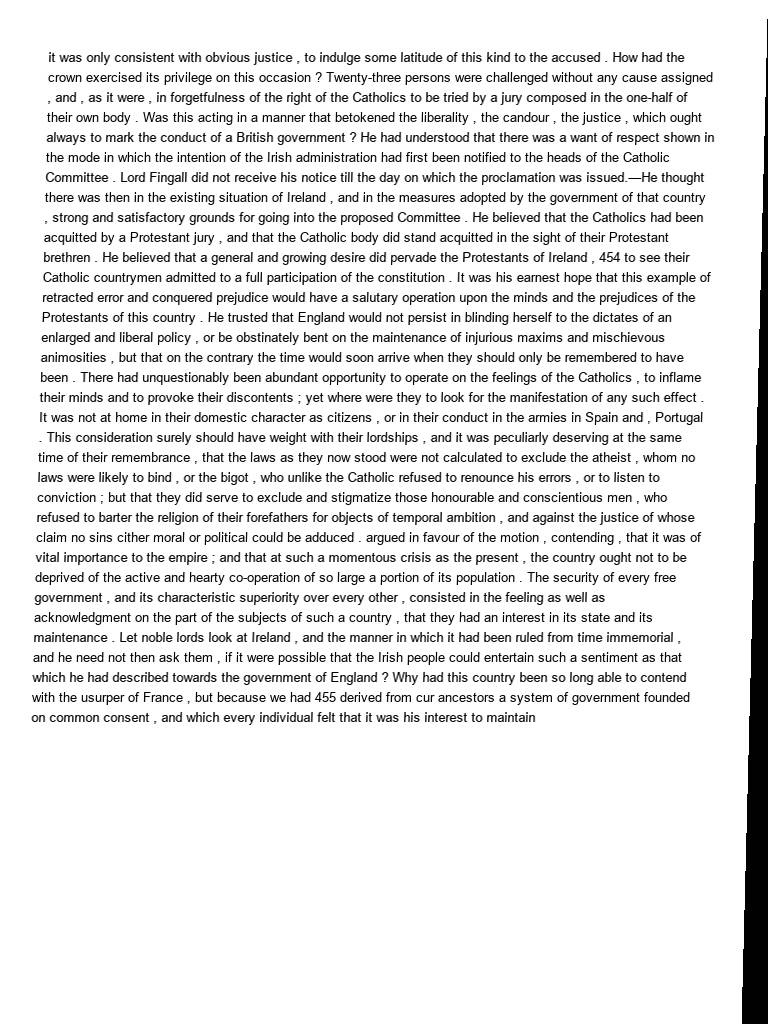 it was only consistent with obvious justice , to indulge some latitude of this kind to the accused . How had the
crown exercised its privilege on this occasion ? Twenty-three persons were challenged without any cause assigned
, and , as it were , in forgetfulness of the right of the Catholics to be tried by a jury composed in the one-half of
their own body . Was this acting in a manner that betokened the liberality , the candour , the justice , which ought
always to mark the conduct of a British government ? He had understood that there was a want of respect shown in
the mode in which the intention of the Irish administration had first been notified to the heads of the Catholic
Committee . Lord Fingall did not receive his notice till the day on which the proclamation was issued.—He thought
there was then in the existing situation of Ireland , and in the measures adopted by the government of that country
, strong and satisfactory grounds for going into the proposed Committee . He believed that the Catholics had been
acquitted by a Protestant jury , and that the Catholic body did stand acquitted in the sight of their Protestant
brethren . He believed that a general and growing desire did pervade the Protestants of Ireland , 454 to see their
Catholic countrymen admitted to a full participation of the constitution . It was his earnest hope that this example of
retracted error and conquered prejudice would have a salutary operation upon the minds and the prejudices of the
Protestants of this country . He trusted that England would not persist in blinding herself to the dictates of an
enlarged and liberal policy , or be obstinately bent on the maintenance of injurious maxims and mischievous
animosities , but that on the contrary the time would soon arrive when they should only be remembered to have
been . There had unquestionably been abundant opportunity to operate on the feelings of the Catholics , to inflame
their minds and to provoke their discontents ; yet where were they to look for the manifestation of any such effect .
It was not at home in their domestic character as citizens , or in their conduct in the armies in Spain and , Portugal
. This consideration surely should have weight with their lordships , and it was peculiarly deserving at the same
time of their remembrance , that the laws as they now stood were not calculated to exclude the atheist , whom no
laws were likely to bind , or the bigot , who unlike the Catholic refused to renounce his errors , or to listen to
conviction ; but that they did serve to exclude and stigmatize those honourable and conscientious men , who
refused to barter the religion of their forefathers for objects of temporal ambition , and against the justice of whose
claim no sins cither moral or political could be adduced . argued in favour of the motion , contending , that it was of
vital importance to the empire ; and that at such a momentous crisis as the present , the country ought not to be
deprived of the active and hearty co-operation of so large a portion of its population . The security of every free
government , and its characteristic superiority over every other , consisted in the feeling as well as
acknowledgment on the part of the subjects of such a country , that they had an interest in its state and its
maintenance . Let noble lords look at Ireland , and the manner in which it had been ruled from time immemorial ,
and he need not then ask them , if it were possible that the Irish people could entertain such a sentiment as that
which he had described towards the government of England ? Why had this country been so long able to contend
with the usurper of France , but because we had 455 derived from cur ancestors a system of government founded
on common consent , and which every individual felt that it was his interest to maintain